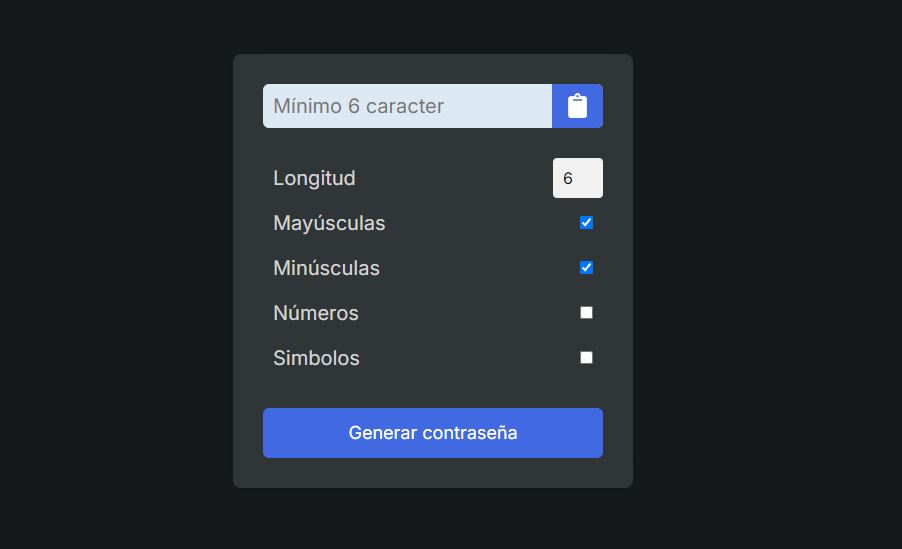 Mínimo 6 caracter
Longitud 6
Mayúsculas
Minúsculas
Números
Simbolos
Generar contraseña